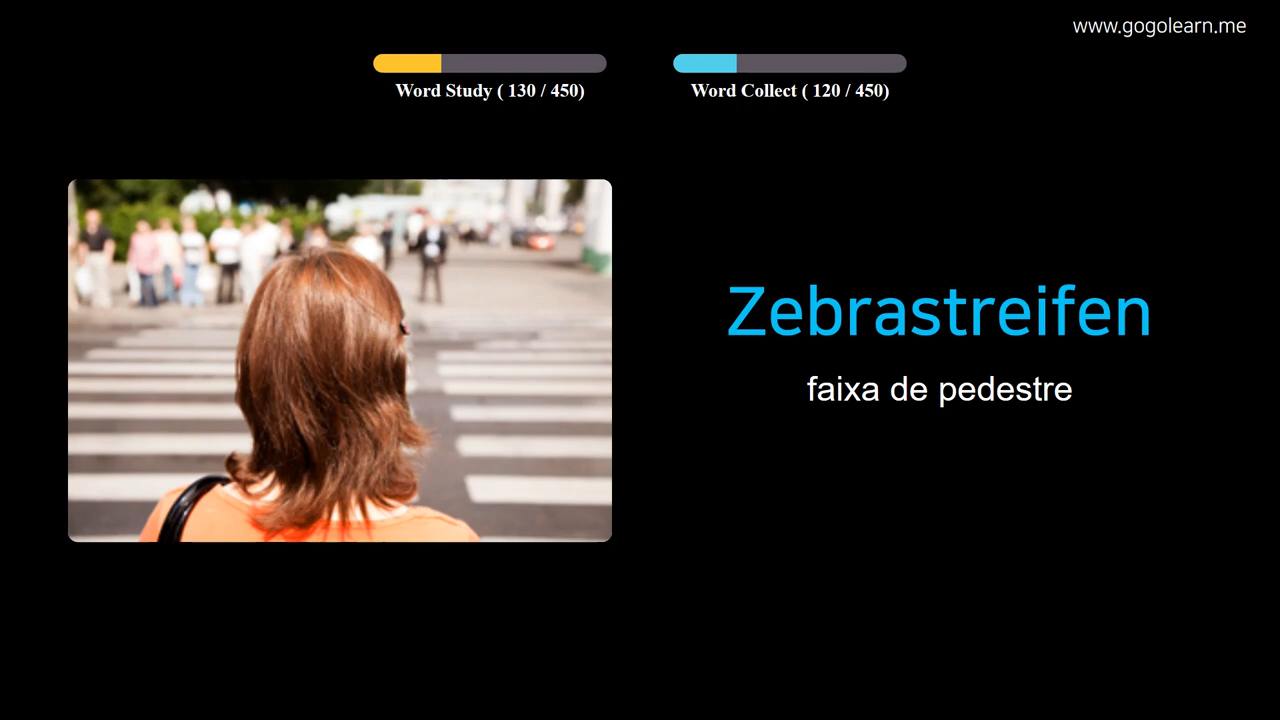 www.gogolearn.me
Word Study ( 130 / 450)
Word Collect ( 120 / 450)
Zebrastreifen
faixa de pedestre